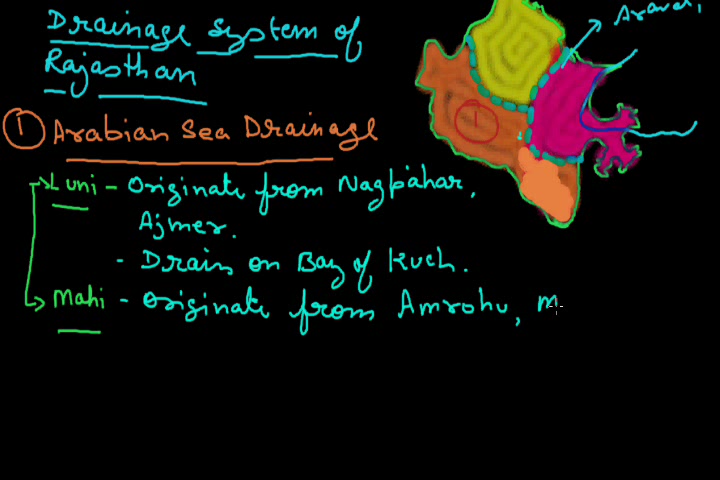 Drainage System of
Rajasthan
① Arabian Sea Drainage
Luni - Originate from Nagpahar,
Ajmer.
- Drain on Bay of Kuch.
Mahi - Originate from Amrohu, M
Aravali
1